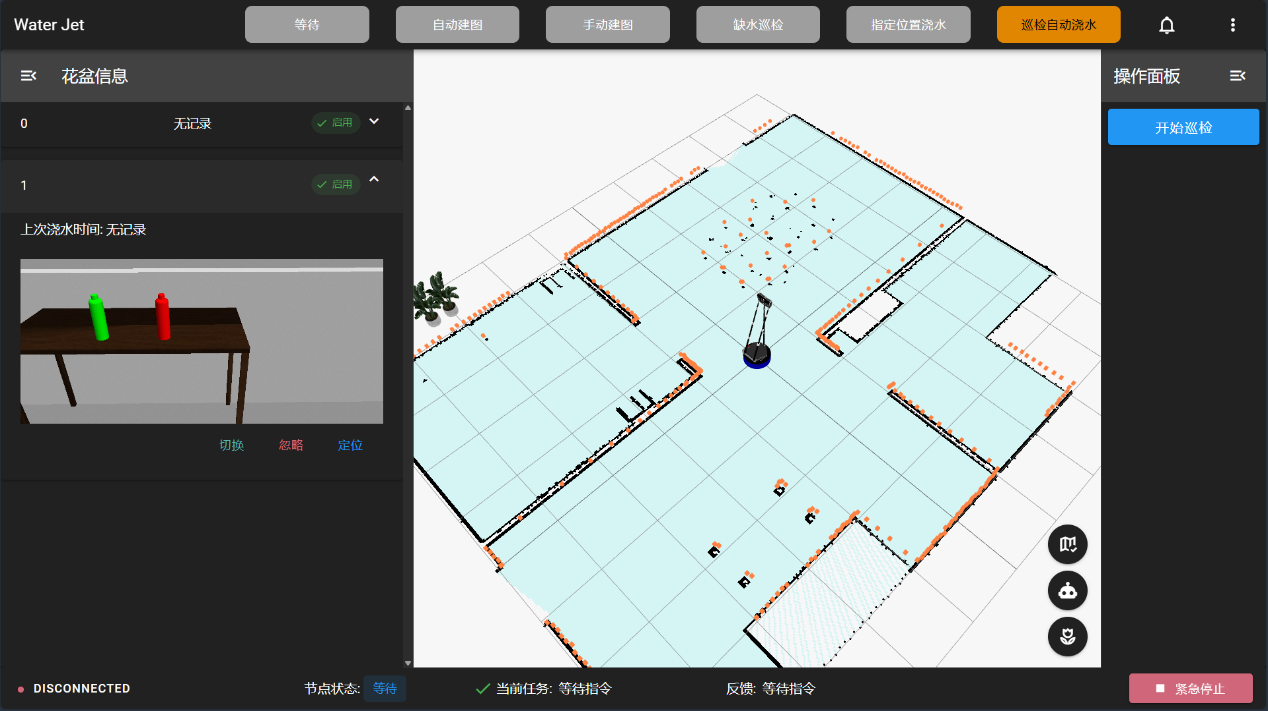 Water Jet
等待
自动建图
手动建图
缺水巡检
指定位置浇水
巡检自动浇水
花盆信息
0 无记录 启用
1 启用
上次浇水时间: 无记录
切换 忽略 定位
操作面板
开始巡检
DISCONNECTED
节点状态: 等待
当前任务: 等待指令
反馈: 等待指令
紧急停止